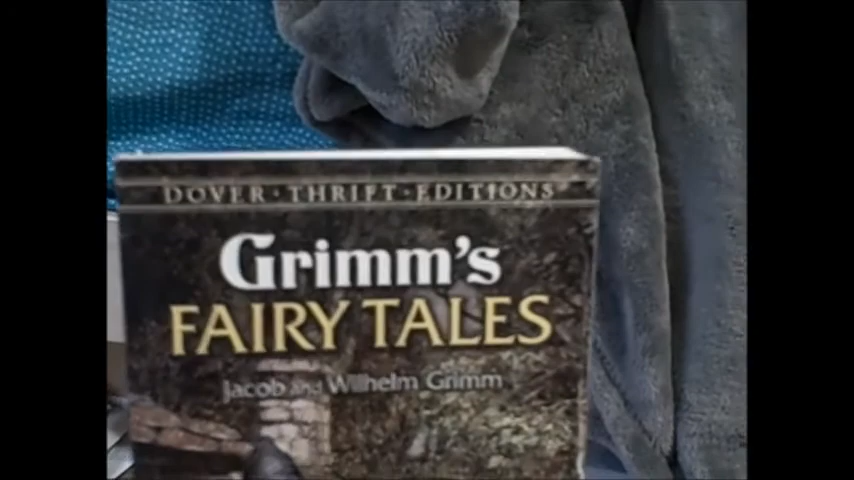 DOVER · THRIFT · EDITIONS
Grimm's
FAIRY TALES
Jacob and Wilhelm Grimm